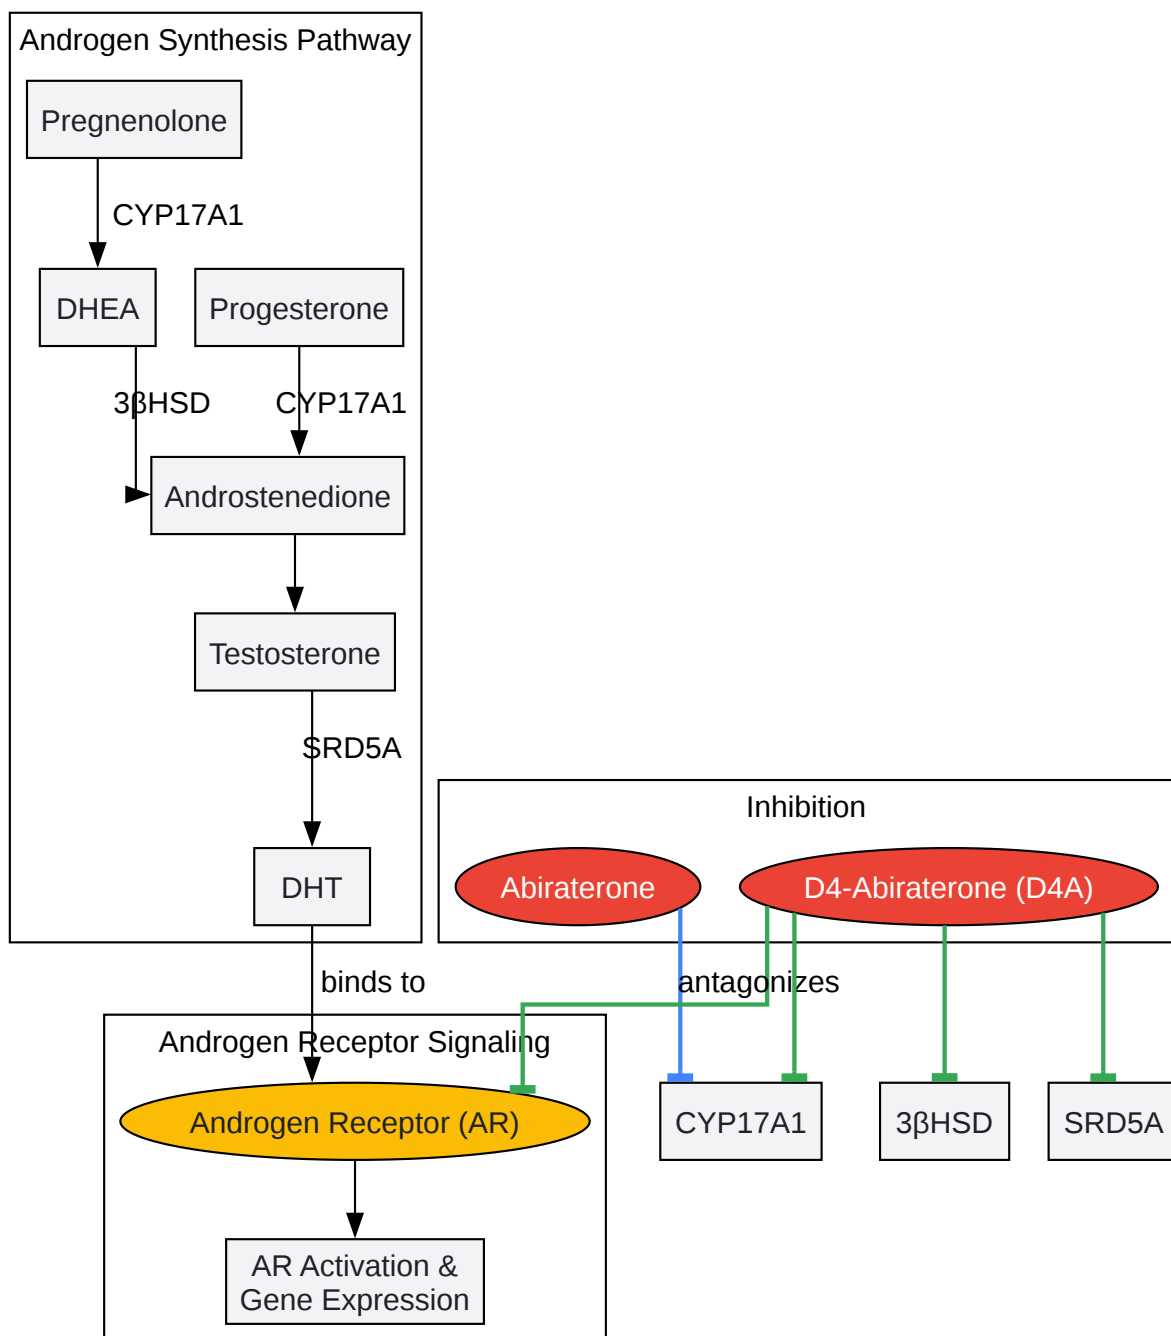 Androgen Synthesis Pathway
Pregnenolone
CYP17A1
DHEA
Progesterone
3βHSD
CYP17A1
Androstenedione
Testosterone
SRD5A
DHT
Inhibition
Abiraterone
D4-Abiraterone (D4A)
binds to
antagonizes
Androgen Receptor Signaling
Androgen Receptor (AR)
CYP17A1
3βHSD
SRD5A
AR Activation &
Gene Expression